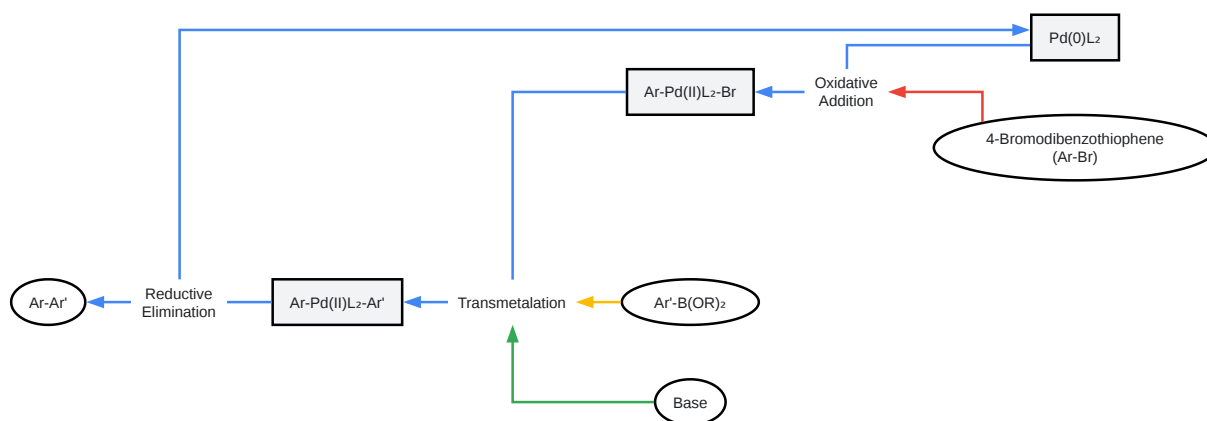 Pd(0)L₂
Ar-Pd(II)L₂-Br
Oxidative
Addition
4-Bromodibenzothiophene
(Ar-Br)
Ar-Ar'
Reductive
Elimination
Ar-Pd(II)L₂-Ar'
Transmetalation
Ar'-B(OR)₂
Base